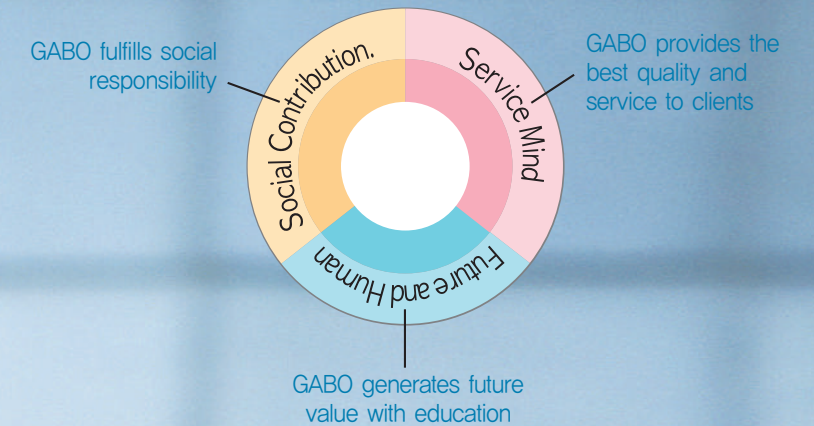 GABO fulfills social
responsibility
Social Contribution.
Service Mind
GABO provides the
best quality and
service to clients
Future and Human
GABO generates future
value with education